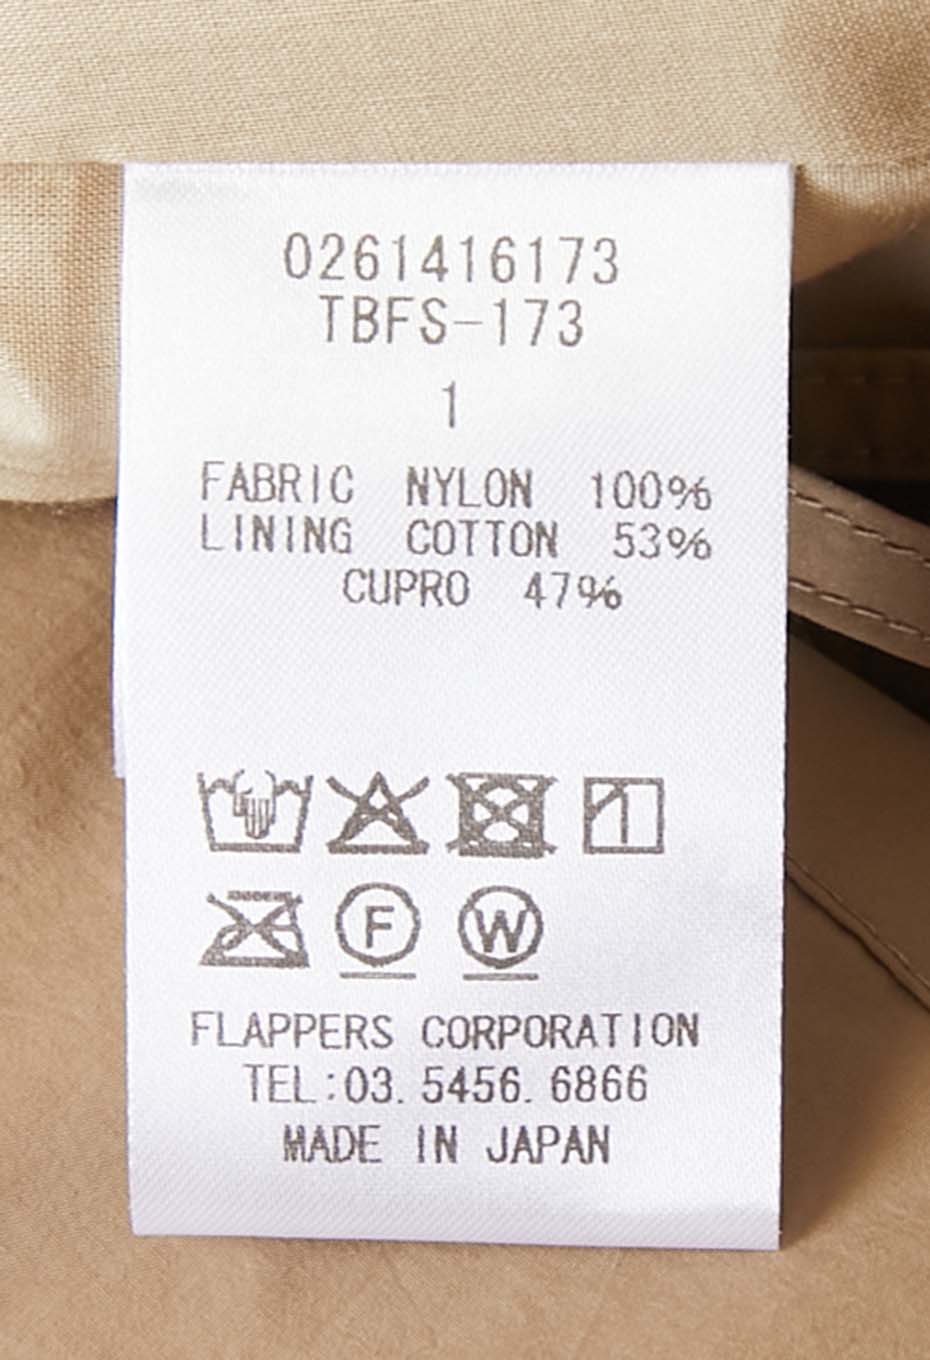 0261416173
TBFS-173
1
FABRIC NYLON 100%
LINING COTTON 53%
CUPRO 47%
F W
FLAPPERS CORPORATION
TEL:03.5456.6866
MADE IN JAPAN